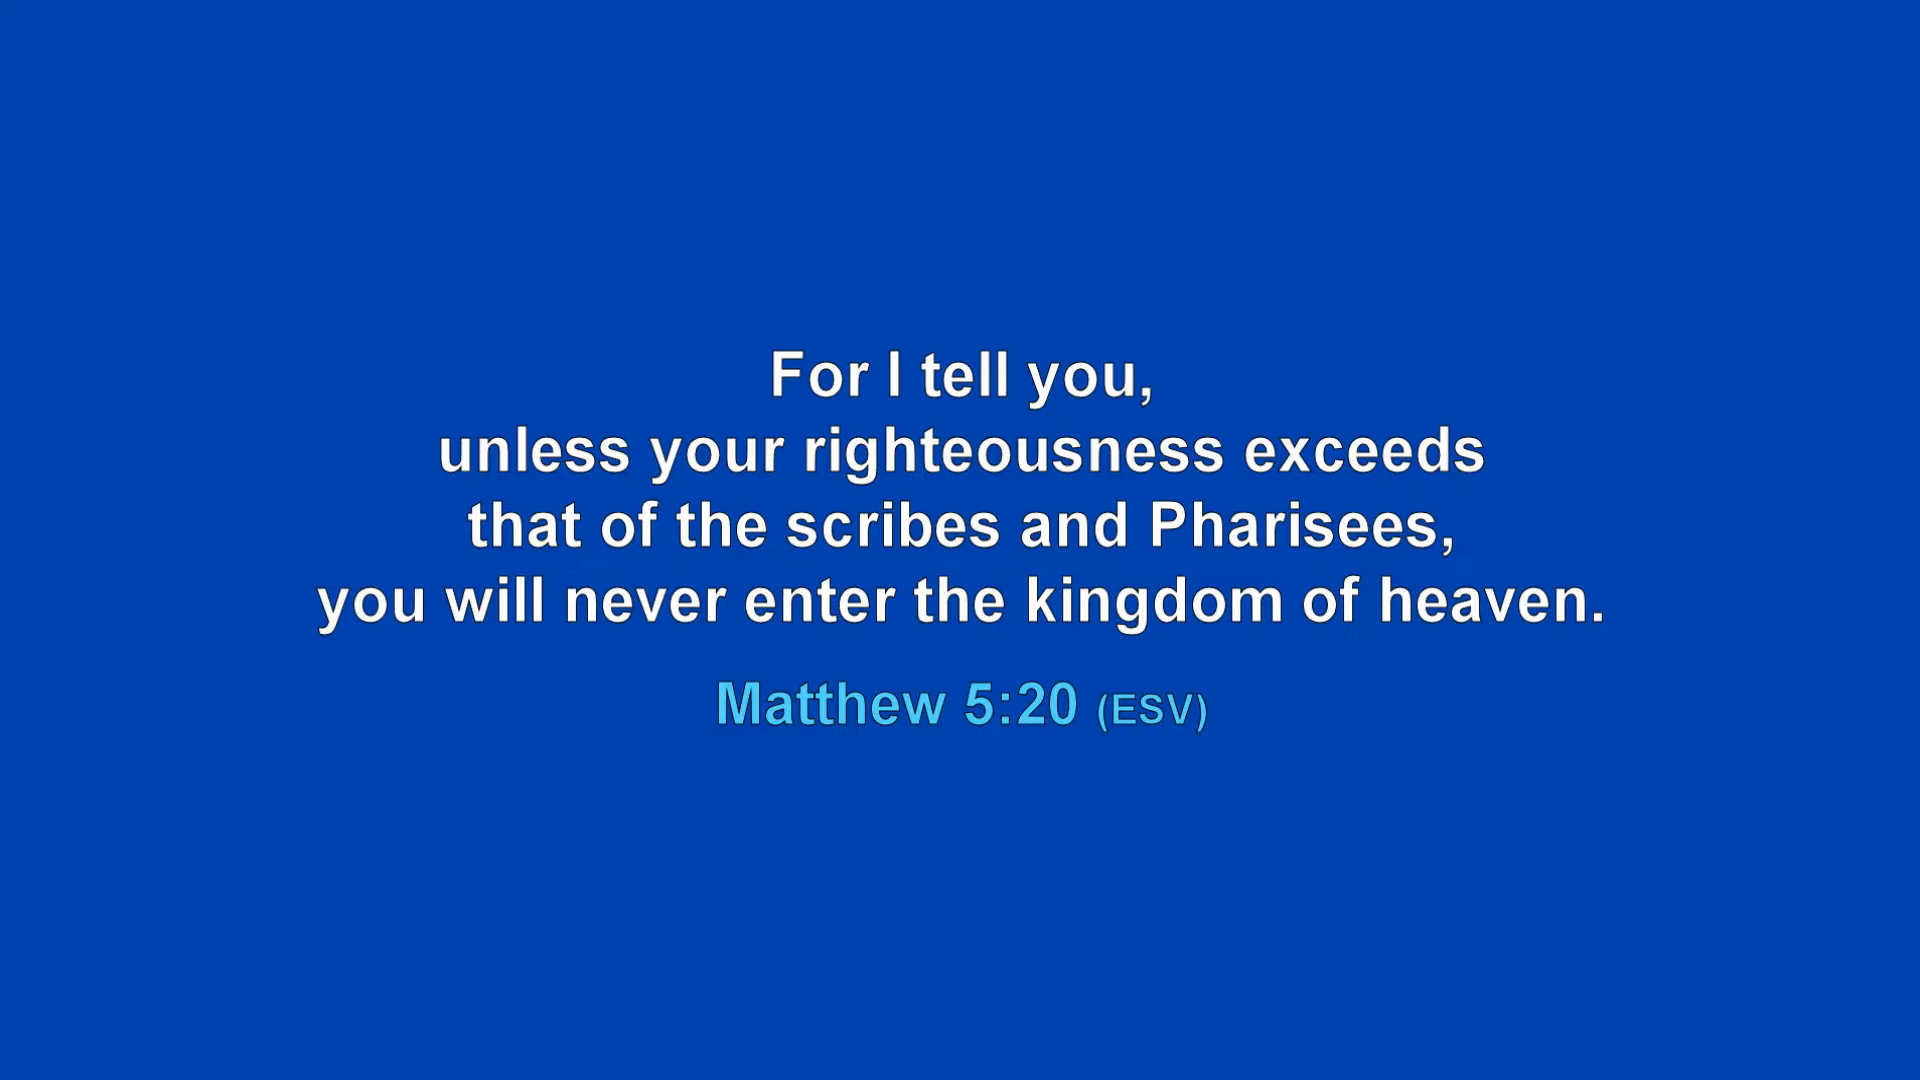 For I tell you,
unless your righteousness exceeds
that of the scribes and Pharisees,
you will never enter the kingdom of heaven.
Matthew 5:20 (ESV)